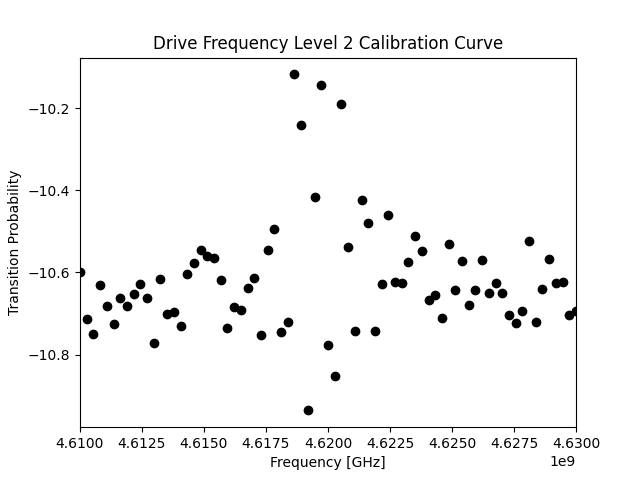 Drive Frequency Level 2 Calibration Curve
Transition Probability
−10.2
−10.4
−10.6
−10.8
4.6100 4.6125 4.6150 4.6175 4.6200 4.6225 4.6250 4.6275 4.6300
Frequency [GHz]
1e9